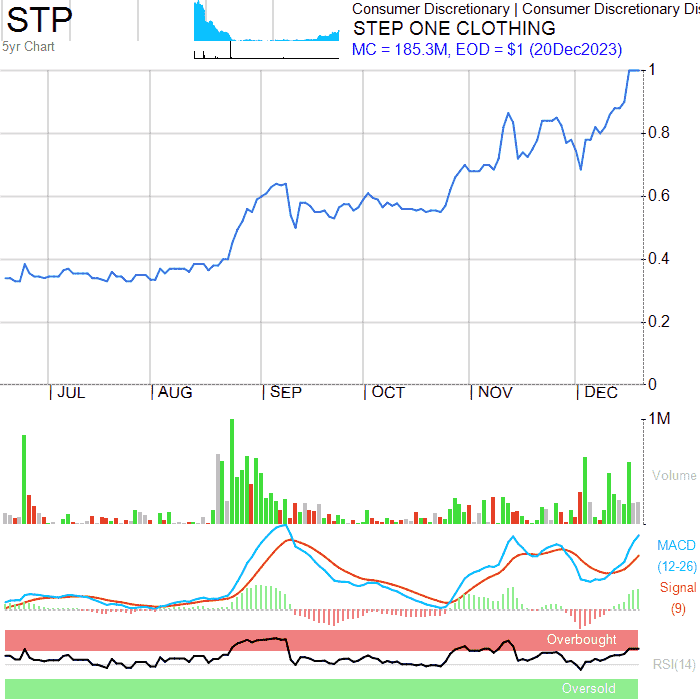 STP
5yr Chart
Consumer Discretionary | Consumer Discretionary Dis
STEP ONE CLOTHING
MC = 185.3M, EOD = $1 (20Dec2023)
1
0.8
0.6
0.4
0.2
0
JUL
AUG
SEP
OCT
NOV
DEC
1M
Volume
MACD
(12-26)
Signal
(9)
Overbought
RSI(14)
Oversold